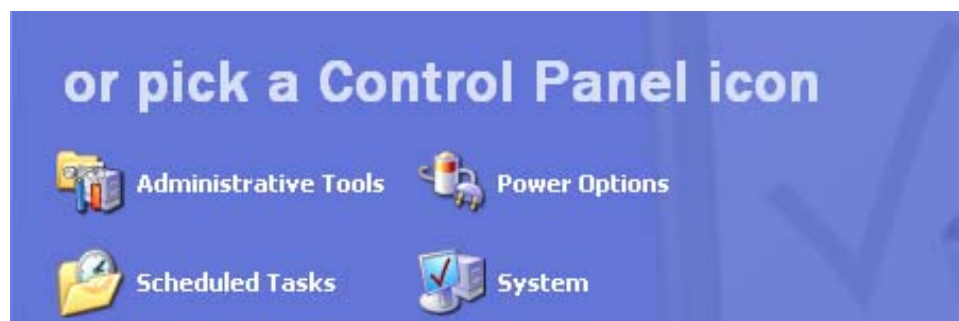 or pick a Control Panel icon
Administrative Tools
Power Options
Scheduled Tasks
System